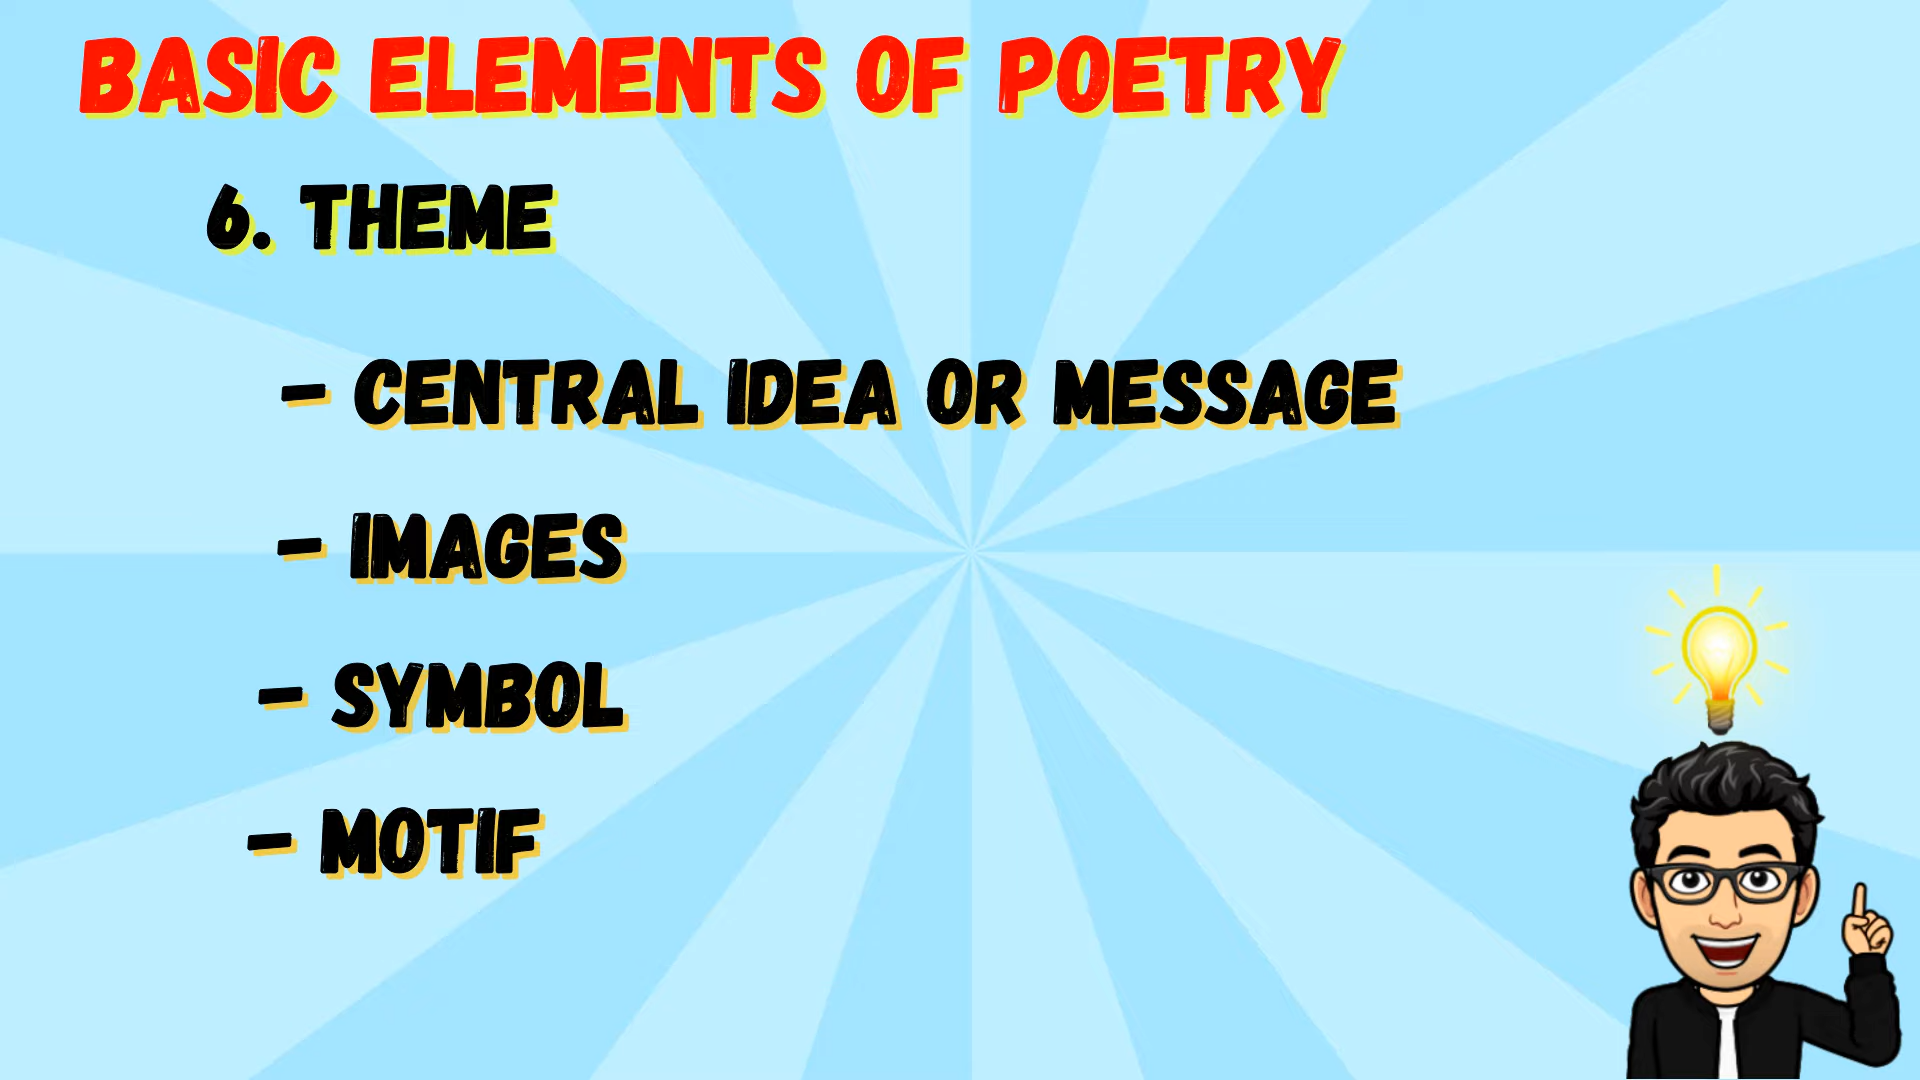 BASIC ELEMENTS OF POETRY
6. THEME
- CENTRAL IDEA OR MESSAGE
- IMAGES
- SYMBOL
- MOTIF